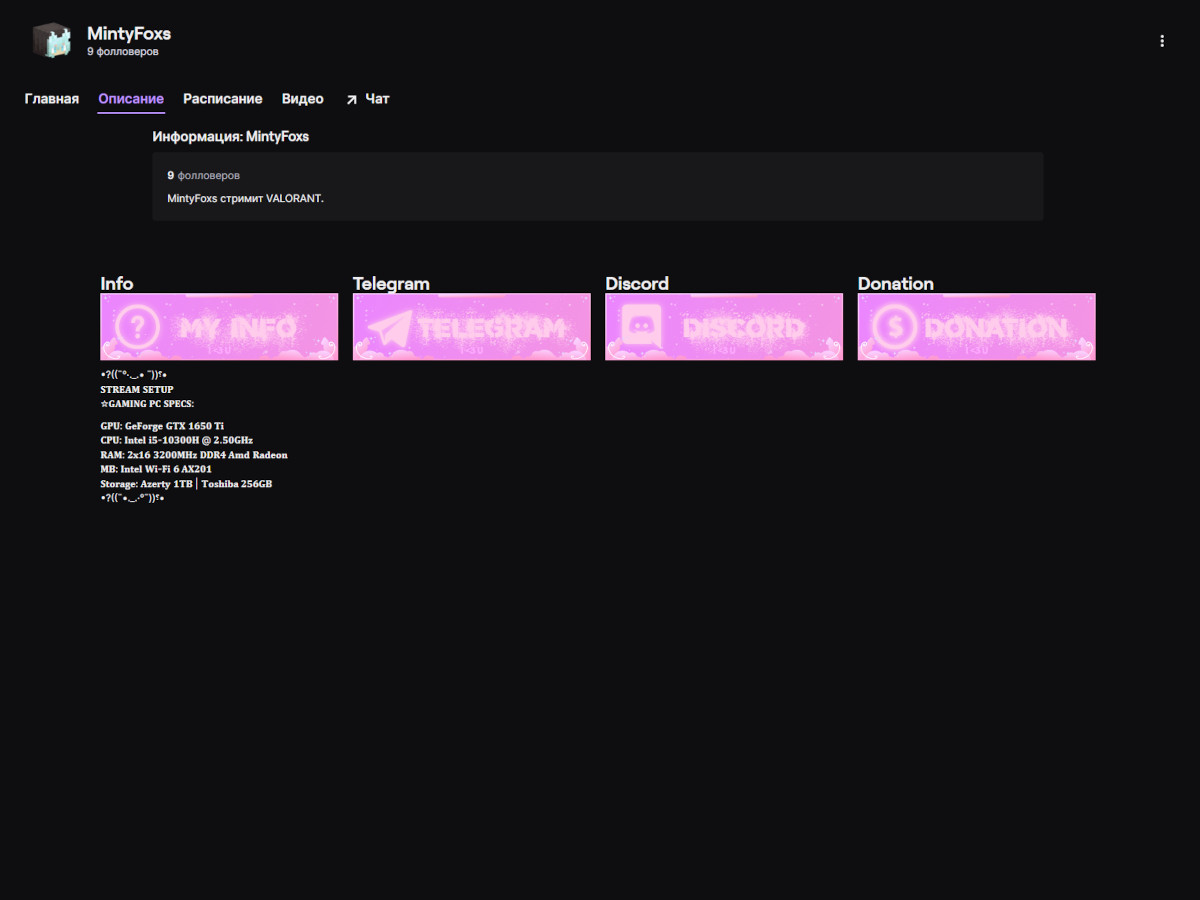 MintyFoxs
9 фолловеров
Главная
Описание
Расписание
Видео
Чат
Информация: MintyFoxs
9 фолловеров
MintyFoxs стримит VALORANT.
Info
MY INFO
Telegram
TELEGRAM
Discord
DISCORD
Donation
DONATION
STREAM SETUP
☆GAMING PC SPECS:
GPU: GeForge GTX 1650 Ti
CPU: Intel i5-10300H @ 2.50GHz
RAM: 2x16 3200MHz DDR4 Amd Radeon
MB: Intel Wi-Fi 6 AX201
Storage: Azerty 1TB | Toshiba 256GB